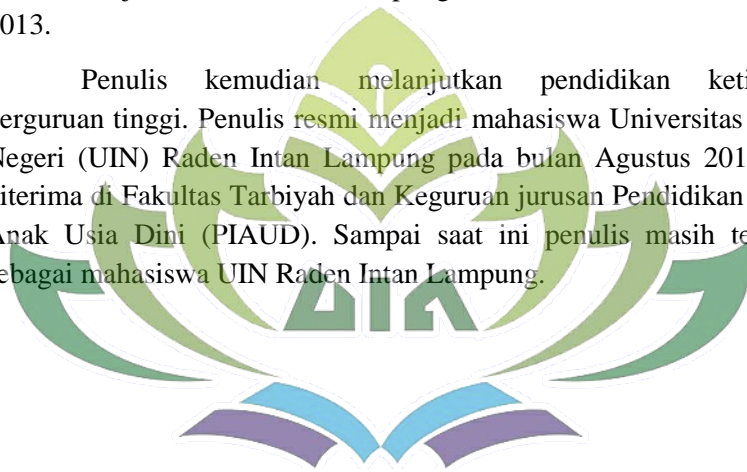 013.
Penulis kemudian melanjutkan pendidikan keti
erguruan tinggi. Penulis resmi menjadi mahasiswa Universitas
Negeri (UIN) Raden Intan Lampung pada bulan Agustus 201
iterima di Fakultas Tarbiyah dan Keguruan jurusan Pendidikan
Anak Usia Dini (PIAUD). Sampai saat ini penulis masih te
ebagai mahasiswa UIN Raden Intan Lampung.
UIN